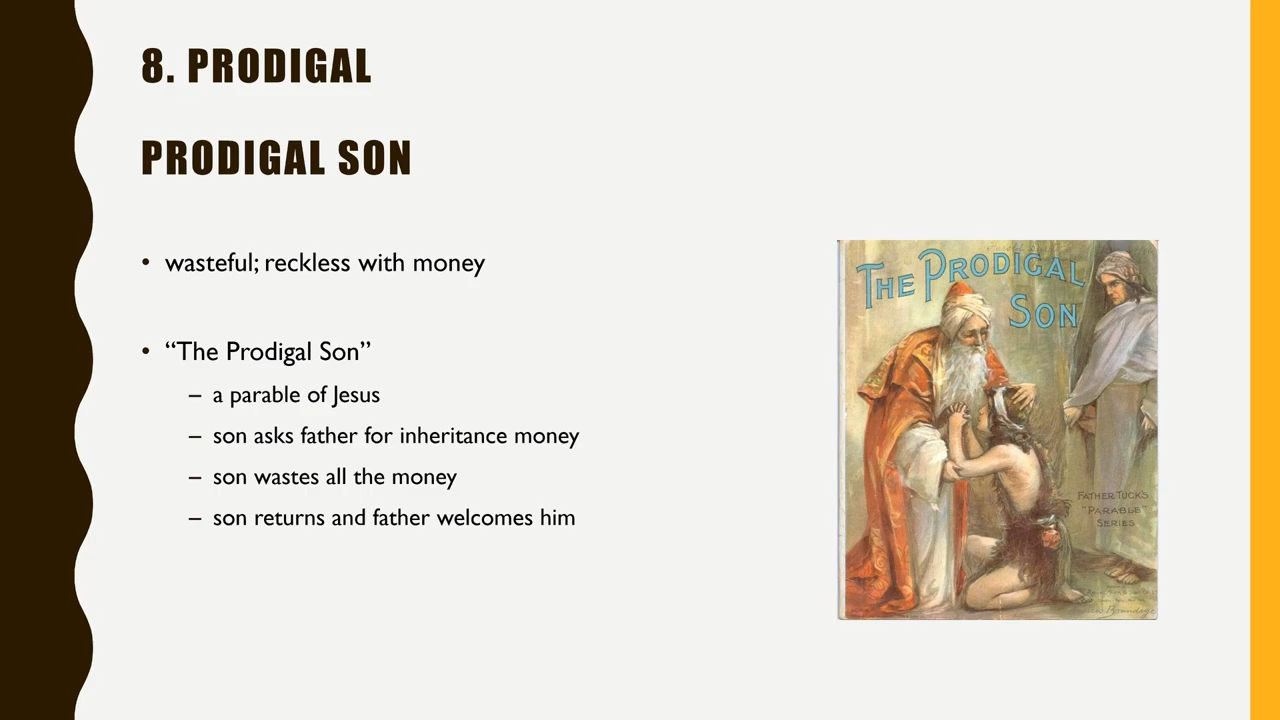 8. PRODIGAL
PRODIGAL SON
• wasteful; reckless with money
• “The Prodigal Son”
– a parable of Jesus
– son asks father for inheritance money
– son wastes all the money
– son returns and father welcomes him
THE PRODIGAL
SON
FATHER TUCK'S
"PARABLE
SERIES